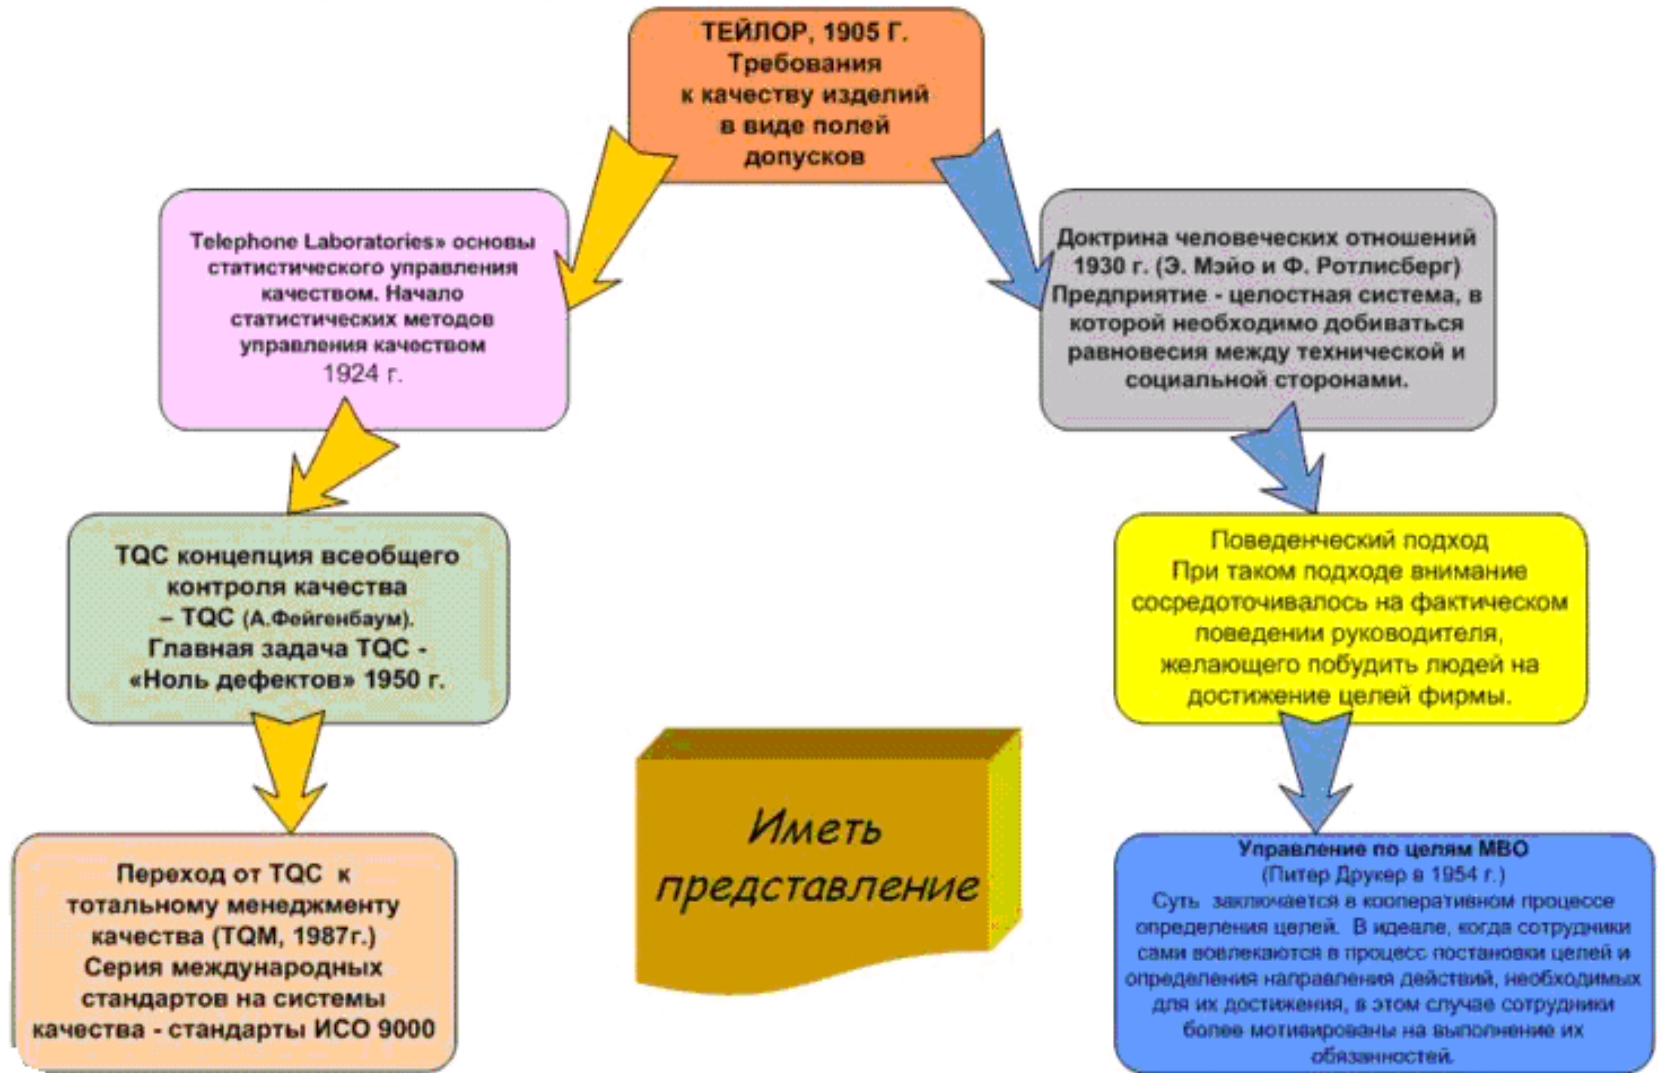 ТЕЙЛОР, 1905 Г.
Требования
к качеству изделий
в виде полей
допусков
Telephone Laboratories» основы
статистического управления
качеством. Начало
статистических методов
управления качеством
1924 г.
Доктрина человеческих отношений
1930 г. (Э. Мэйо и Ф. Ротлисберг)
Предприятие - целостная система, в
которой необходимо добиваться
равновесия между технической и
социальной сторонами.
TQC концепция всеобщего
контроля качества
– TQC (А.Фейгенбаум).
Главная задача TQC -
«Ноль дефектов» 1950 г.
Поведенческий подход
При таком подходе внимание
сосредоточивалось на фактическом
поведении руководителя,
желающего побудить людей на
достижение целей фирмы.
Переход от TQC к
тотальному менеджменту
качества (TQM, 1987г.)
Серия международных
стандартов на системы
качества - стандарты ИСО 9000
Иметь
представление
Управление по целям МВО
(Питер Друкер в 1954 г.)
Суть заключается в кооперативном процессе
определения целей. В идеале, когда сотрудники
сами вовлекаются в процесс постановки целей и
определения направления действий, необходимых
для их достижения, в этом случае сотрудники
более мотивированы на выполнение их
обязанностей.